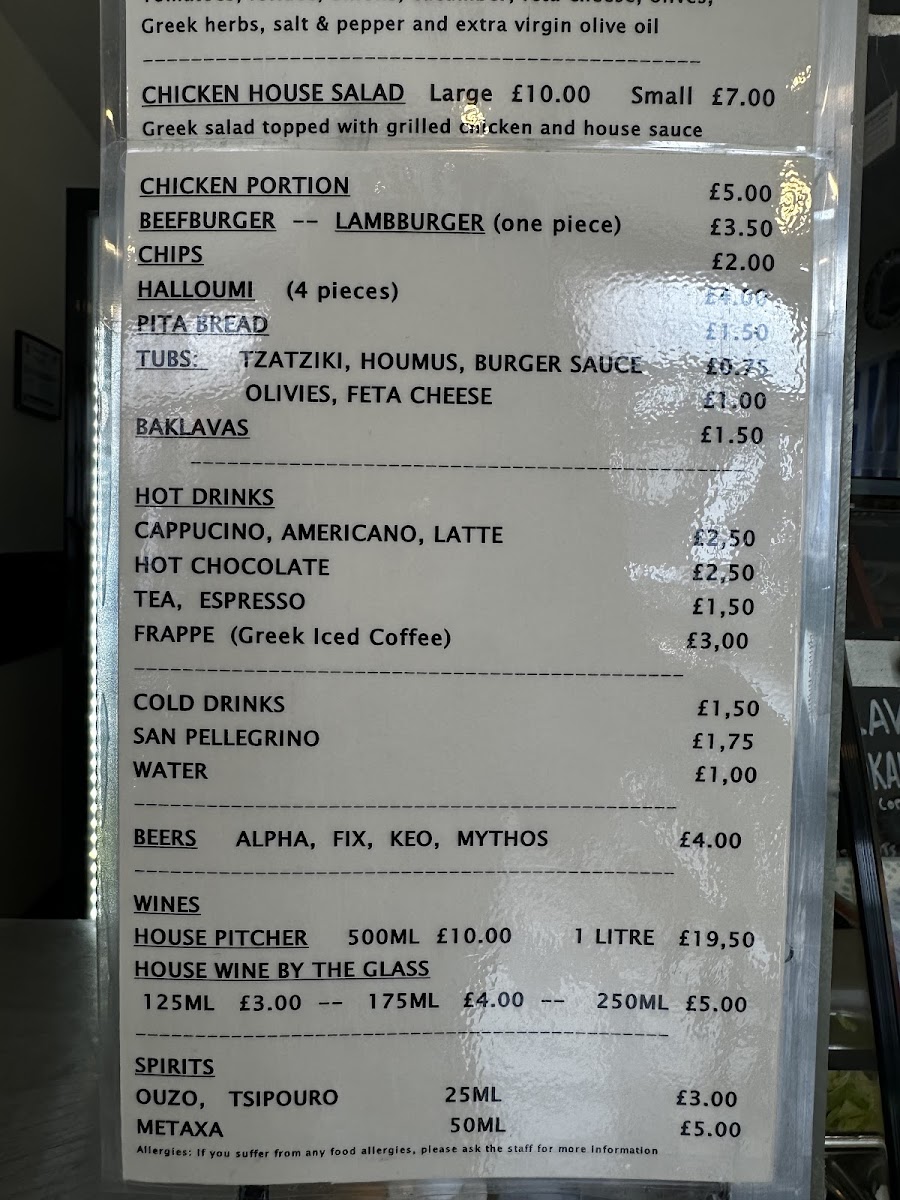 Greek herbs, salt & pepper and extra virgin olive oil
CHICKEN HOUSE SALAD Large £10.00 Small £7.00
Greek salad topped with grilled chicken and house sauce
CHICKEN PORTION £5.00
BEEFBURGER -- LAMBBURGER (one piece) £3.50
CHIPS £2.00
HALLOUMI (4 pieces) £4.00
PITA BREAD £1.50
TUBS: TZATZIKI, HOUMUS, BURGER SAUCE £0.75
OLIVIES, FETA CHEESE £1.00
BAKLAVAS £1.50
HOT DRINKS
CAPPUCINO, AMERICANO, LATTE £2,50
HOT CHOCOLATE £2,50
TEA, ESPRESSO £1,50
FRAPPE (Greek Iced Coffee) £3,00
COLD DRINKS £1,50
SAN PELLEGRINO £1,75
WATER £1,00
BEERS ALPHA, FIX, KEO, MYTHOS £4.00
WINES
HOUSE PITCHER 500ML £10.00 1 LITRE £19,50
HOUSE WINE BY THE GLASS
125ML £3.00 -- 175ML £4.00 -- 250ML £5.00
SPIRITS
OUZO, TSIPOURO 25ML £3.00
METAXA 50ML £5.00
Allergies: If you suffer from any food allergies, please ask the staff for more Information